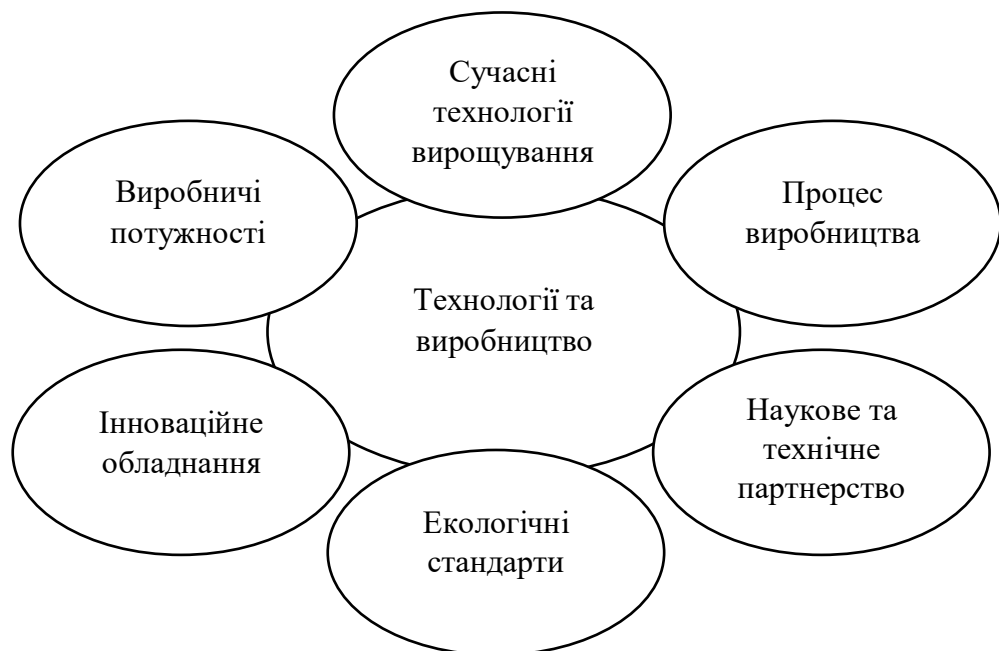 Сучасні
технології
вирощування
Виробничі
потужності
Процес
виробництва
Технології та
виробництво
Інноваційне
обладнання
Наукове та
технічне
партнерство
Екологічні
стандарти